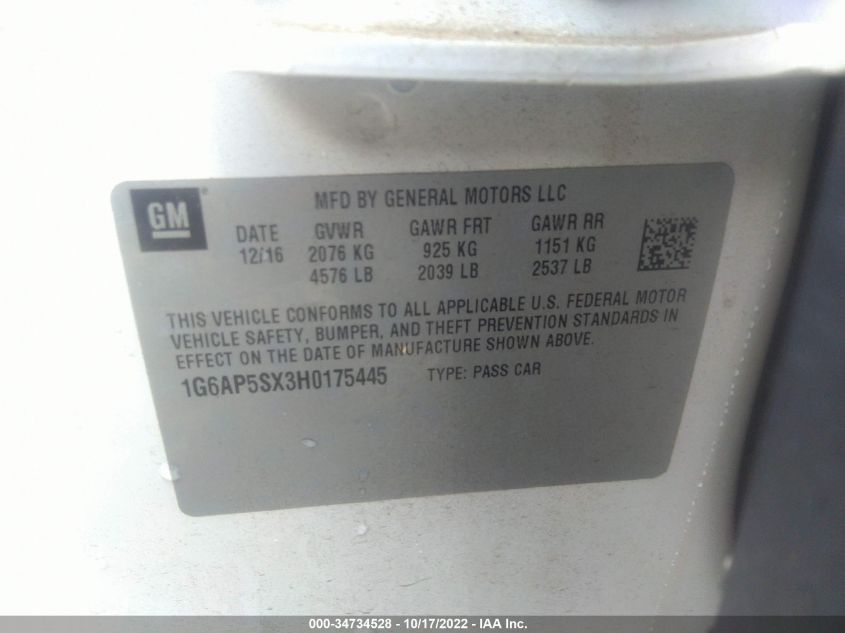 GM ®
MFD BY GENERAL MOTORS LLC
DATE GVWR GAWR FRT GAWR RR
12/16 2076 KG 925 KG 1151 KG
4576 LB 2039 LB 2537 LB
THIS VEHICLE CONFORMS TO ALL APPLICABLE U.S. FEDERAL MOTOR
VEHICLE SAFETY, BUMPER, AND THEFT PREVENTION STANDARDS IN
EFFECT ON THE DATE OF MANUFACTURE SHOWN ABOVE.
1G6AP5SX3H0175445 TYPE: PASS CAR
000-34734528 - 10/17/2022 - IAA Inc.